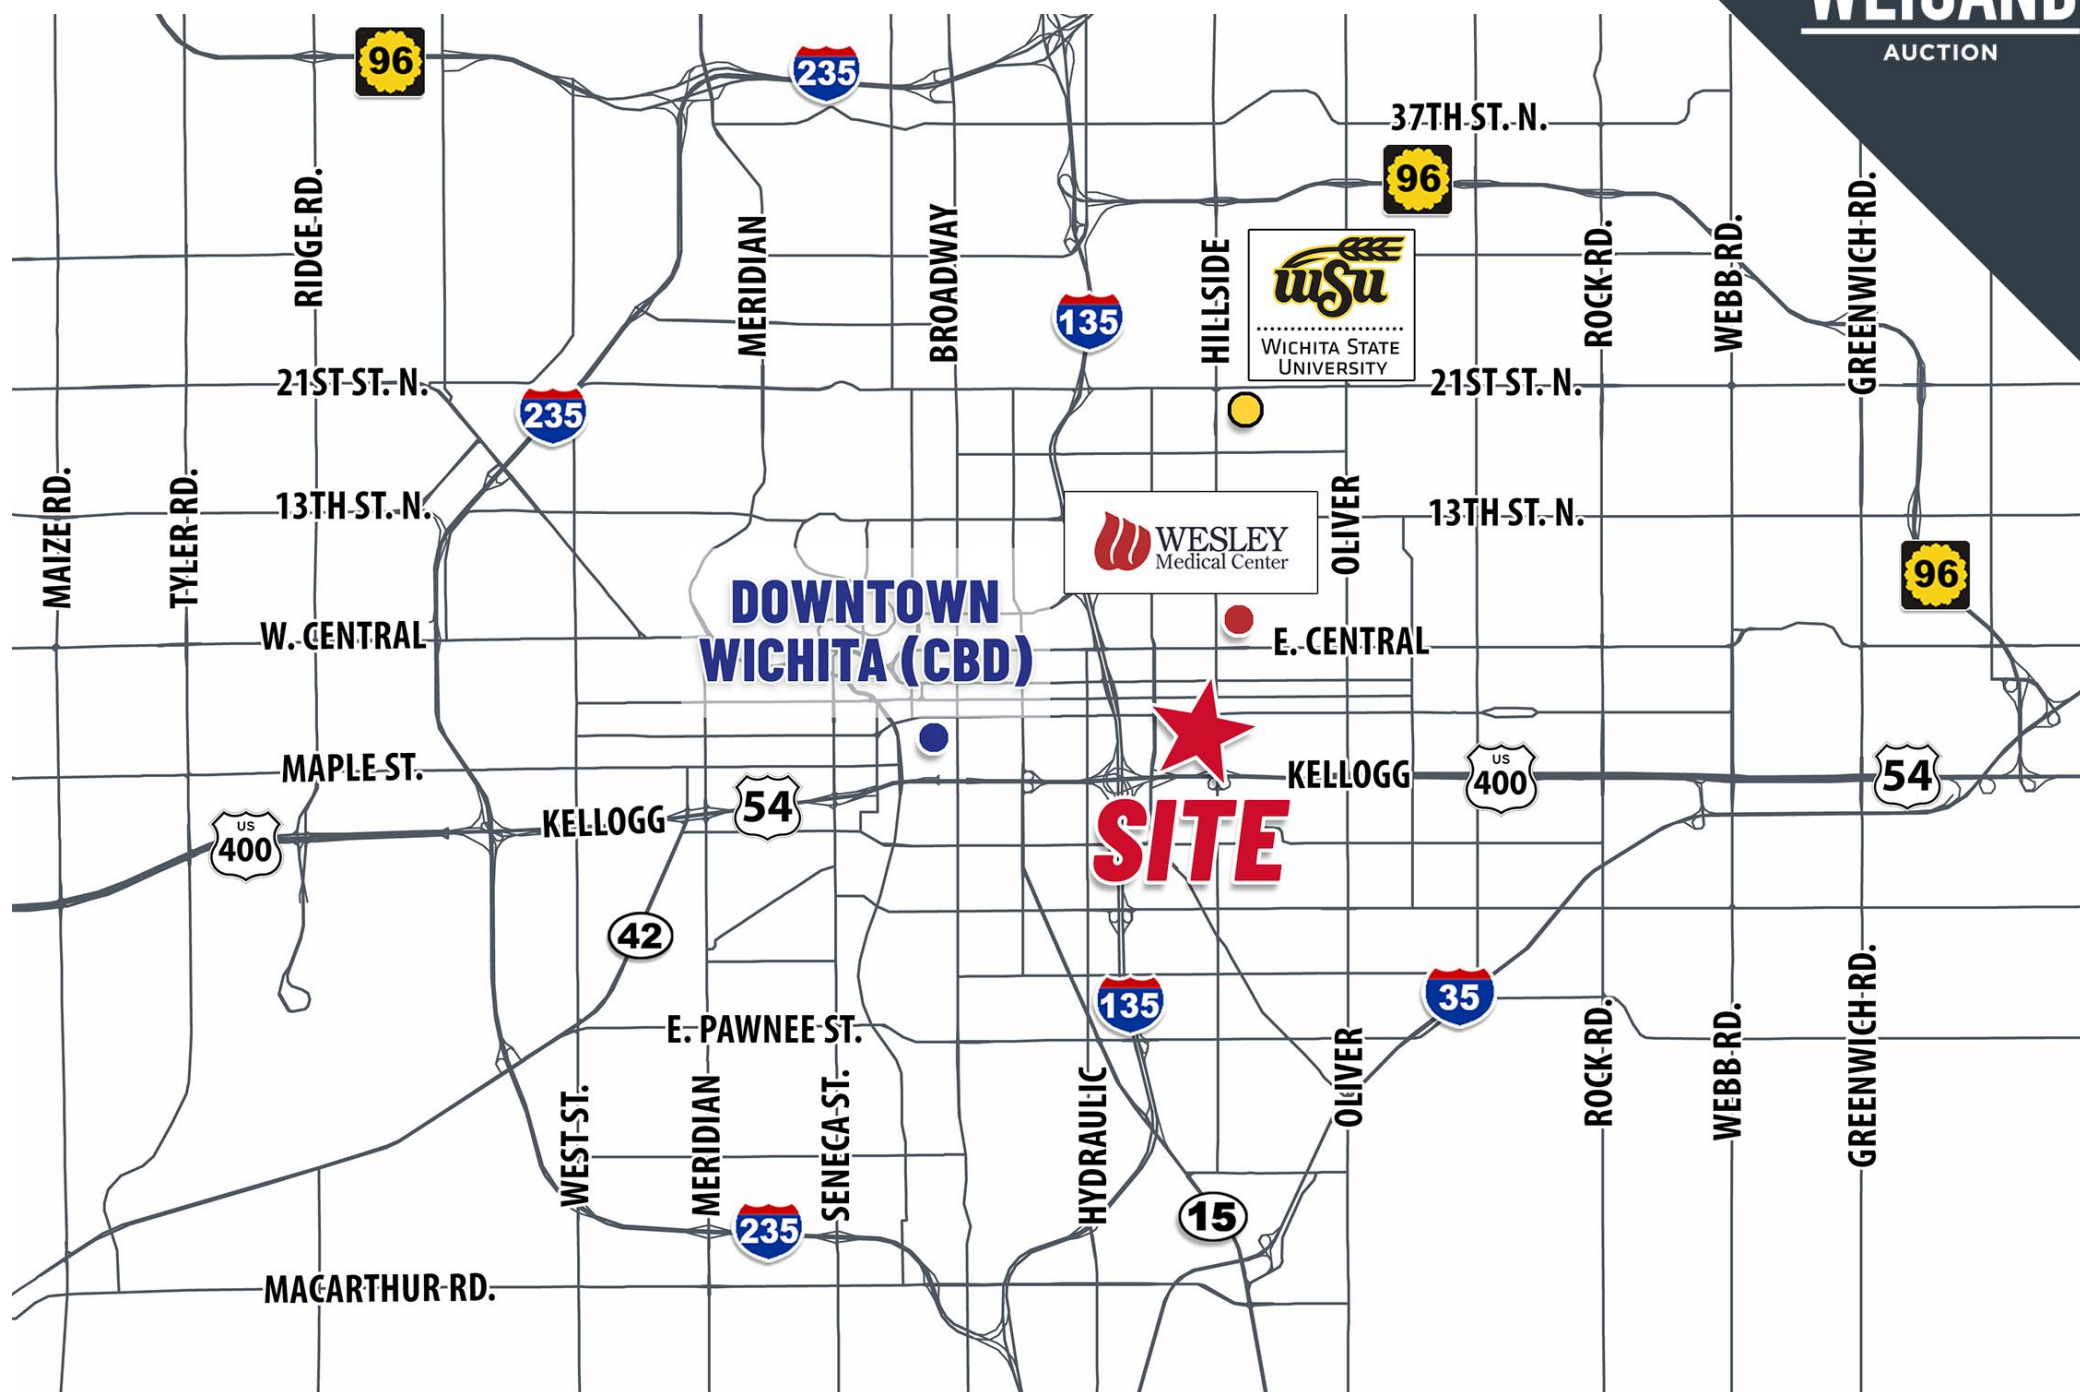 WEIGAND
AUCTION
96
235
37TH ST. N.
96
RIDGE RD.
MERIDIAN
BROADWAY
135
HILLSIDE
WSU
WICHITA STATE
UNIVERSITY
ROCK RD.
WEBB RD.
GREENWICH RD.
21ST ST. N.
235
21ST ST. N.
MAIZE RD.
TYLER RD.
13TH ST. N.
OLIVER
13TH ST. N.
WESLEY
Medical Center
96
DOWNTOWN
WICHITA (CBD)
W. CENTRAL
E. CENTRAL
MAPLE ST.
KELLOGG
US
400
54
US
400
KELLOGG
54
SITE
42
135
35
E. PAWNEE ST.
WEST ST.
MERIDIAN
SENECA ST.
HYDRAULIC
OLIVER
ROCK RD.
WEBB RD.
GREENWICH RD.
235
15
MACARTHUR RD.